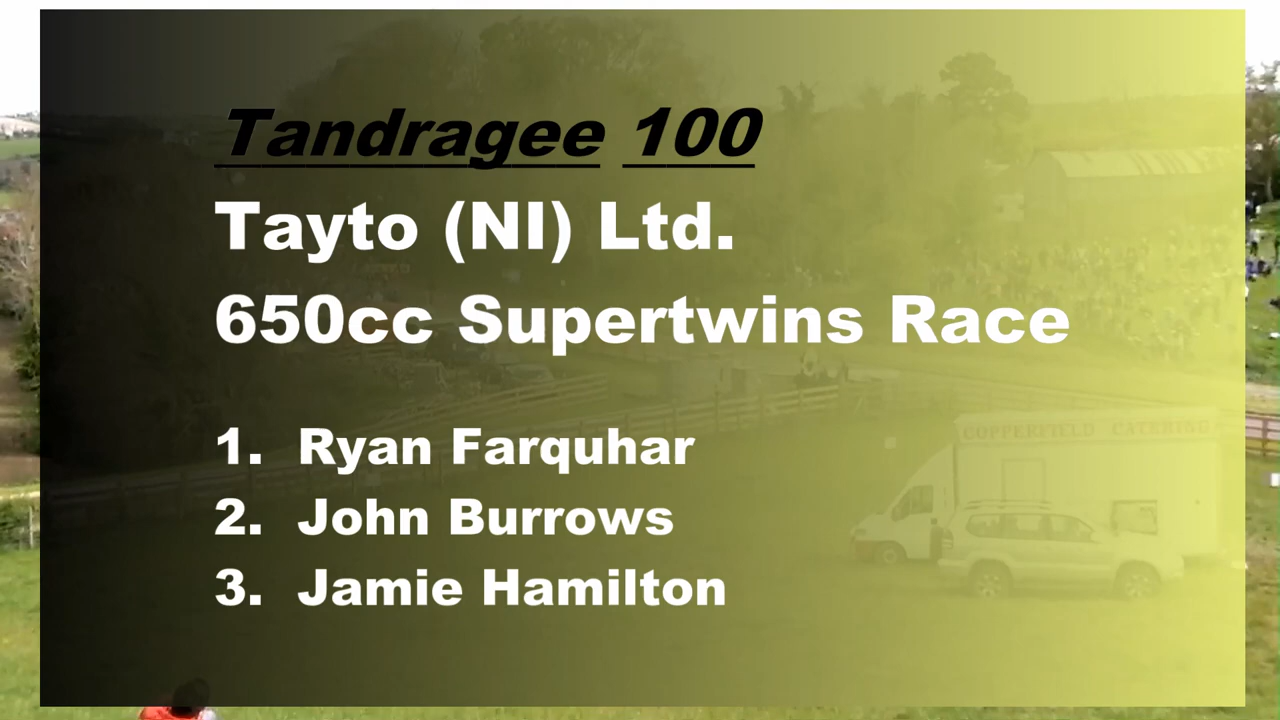 Tandragee 100
Tayto (NI) Ltd.
650cc Supertwins Race
1. Ryan Farquhar
2. John Burrows
3. Jamie Hamilton
COPPERFIELD CATERING